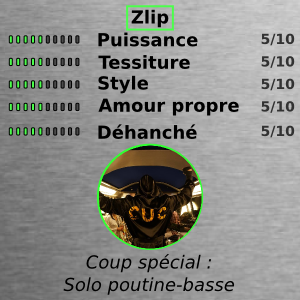 Zlip
Puissance 5/10
Tessiture 5/10
Style 5/10
Amour propre 5/10
Déhanché 5/10
CUC
Coup spécial :
Solo poutine-basse